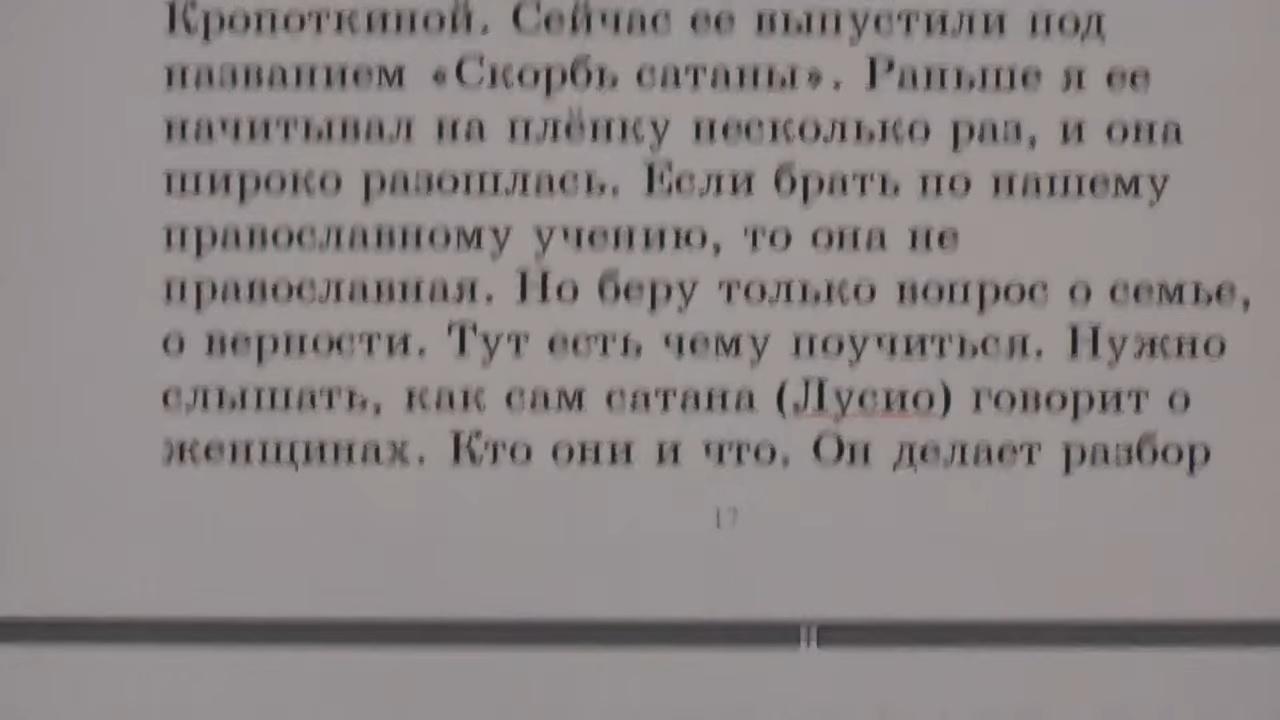 Кропоткиной. Сейчас ее выпустили под
названием «Скорбь сатаны». Раньше я ее
начитывал на плёнку несколько раз, и она
широко разошлась. Если брать по нашему
православному учению, то она не
православная. Но беру только вопрос о семье,
о верности. Тут есть чему поучиться. Нужно
слышать, как сам сатана (Лусио) говорит о
женщинах. Кто они и что. Он делает разбор
17